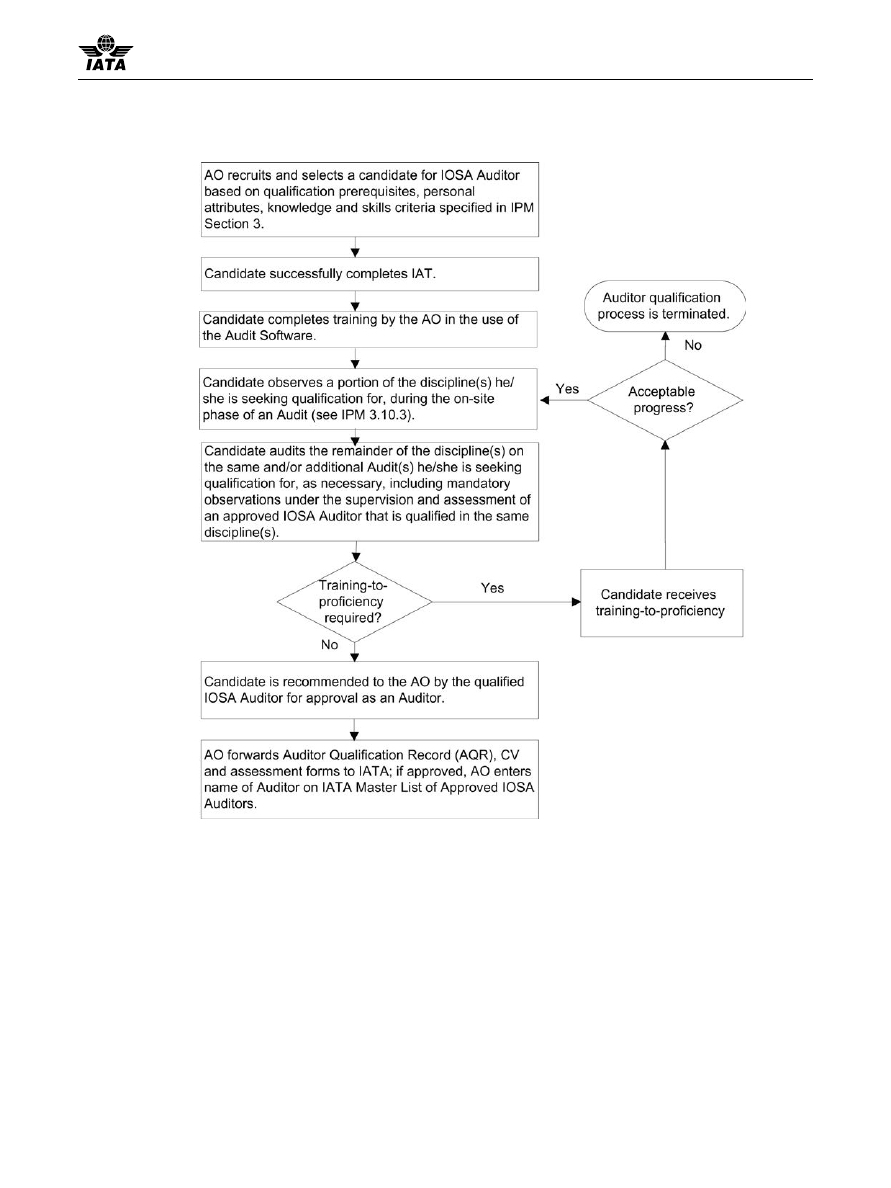 IATA
AO recruits and selects a candidate for IOSA Auditor
based on qualification prerequisites, personal
attributes, knowledge and skills criteria specified in IPM
Section 3.
Candidate successfully completes IAT.
Candidate completes training by the AO in the use of
the Audit Software.
Auditor qualification
process is terminated.
No
Candidate observes a portion of the discipline(s) he/
she is seeking qualification for, during the on-site
phase of an Audit (see IPM 3.10.3).
Yes
Acceptable
progress?
Candidate audits the remainder of the discipline(s) on
the same and/or additional Audit(s) he/she is seeking
qualification for, as necessary, including mandatory
observations under the supervision and assessment of
an approved IOSA Auditor that is qualified in the same
discipline(s).
Training-to-
proficiency
required?
Yes
Candidate receives
training-to-proficiency
No
Candidate is recommended to the AO by the qualified
IOSA Auditor for approval as an Auditor.
AO forwards Auditor Qualification Record (AQR), CV
and assessment forms to IATA; if approved, AO enters
name of Auditor on IATA Master List of Approved IOSA
Auditors.